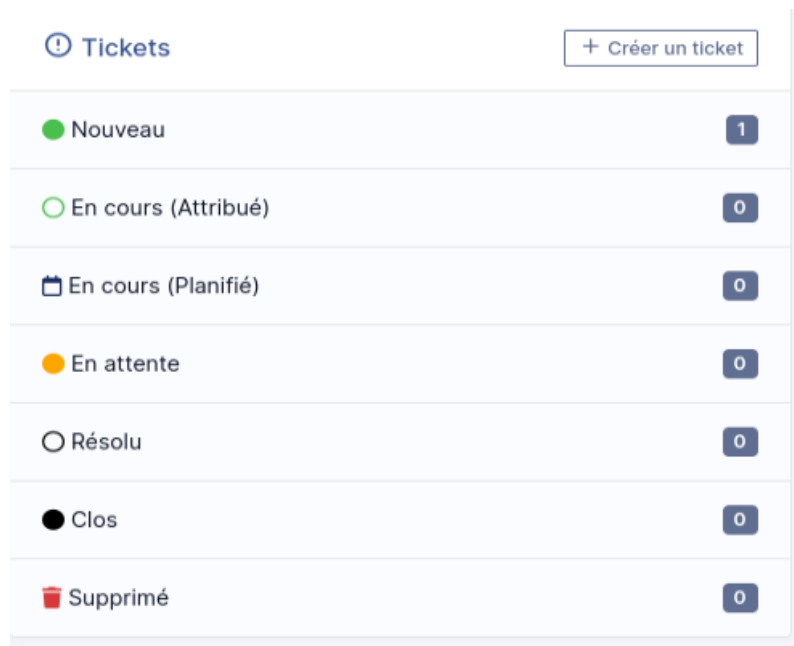 Tickets
+ Créer un ticket
Nouveau 1
En cours (Attribué) 0
En cours (Planifié) 0
En attente 0
Résolu 0
Clos 0
Supprimé 0